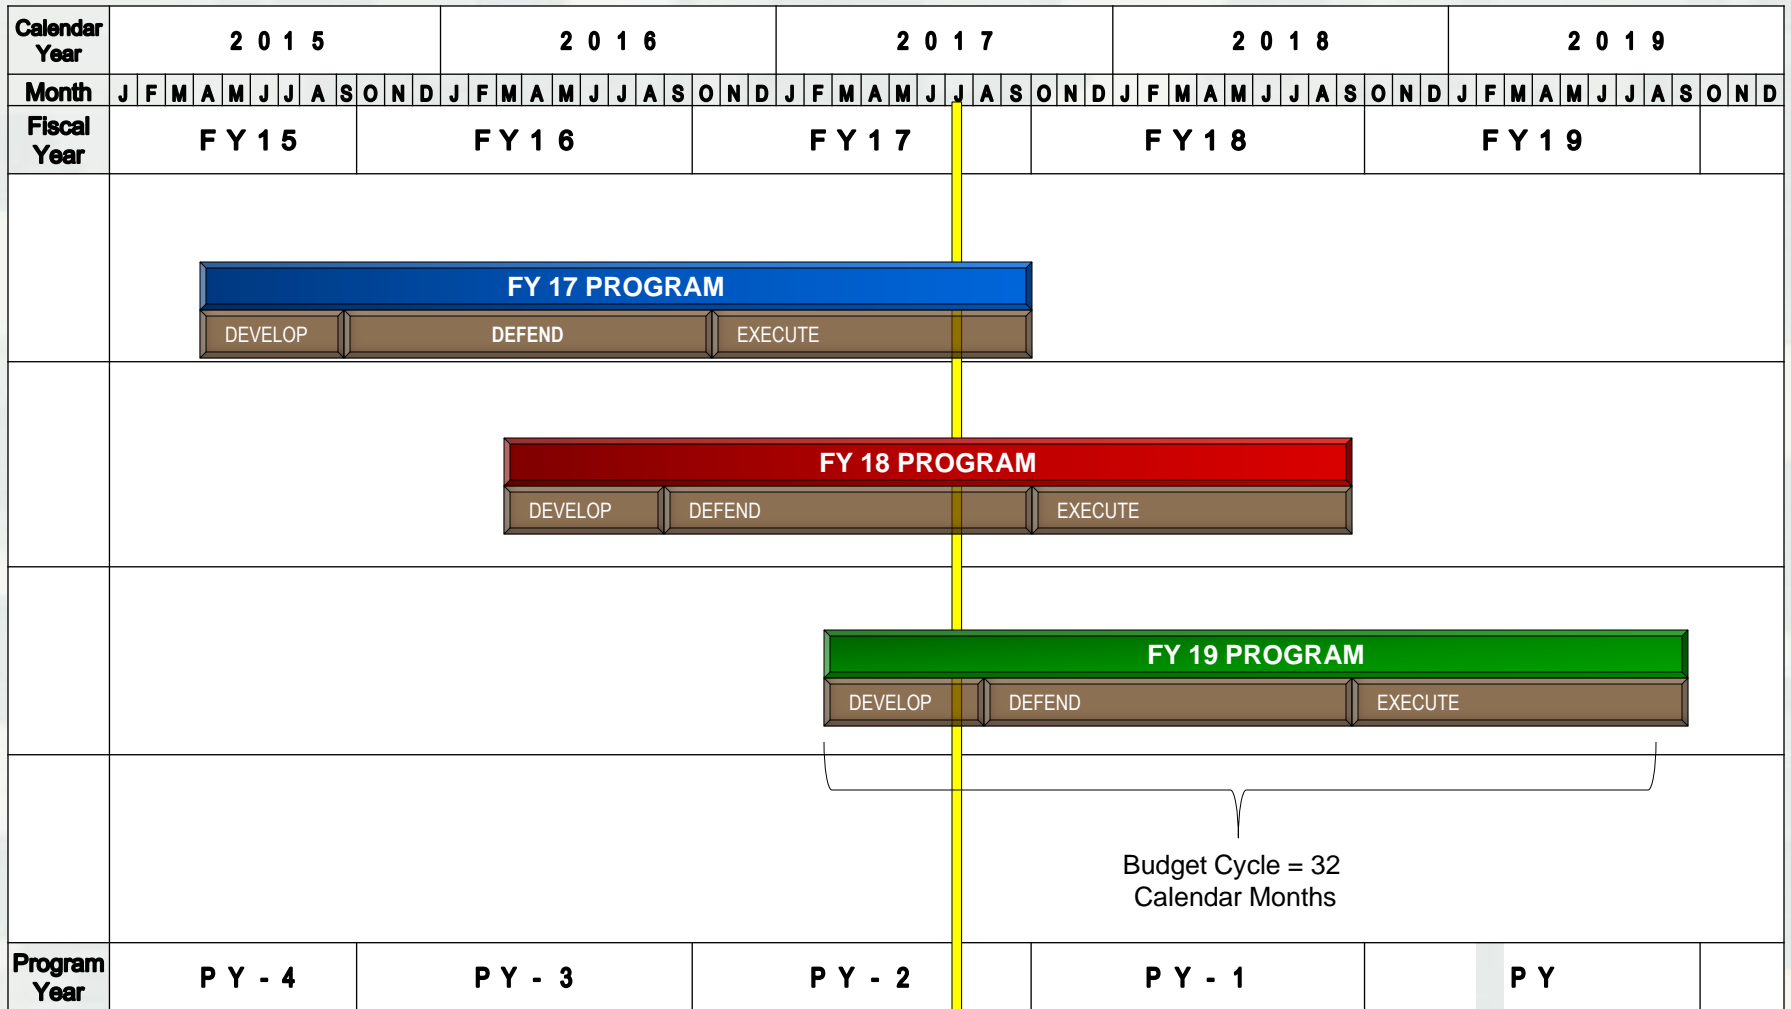 Calendar
Year
2 0 1 5
2 0 1 6
2 0 1 7
2 0 1 8
2 0 1 9
Month
J F M A M J J A S O N D J F M A M J J A S O N D J F M A M J J A S O N D J F M A M J J A S O N D J F M A M J J A S O N D
Fiscal
Year
F Y 1 5
F Y 1 6
F Y 1 7
F Y 1 8
F Y 1 9
FY 17 PROGRAM
DEVELOP
DEFEND
EXECUTE
FY 18 PROGRAM
DEVELOP
DEFEND
EXECUTE
FY 19 PROGRAM
DEVELOP
DEFEND
EXECUTE
Budget Cycle = 32
Calendar Months
Program
Year
P Y - 4
P Y - 3
P Y - 2
P Y - 1
P Y